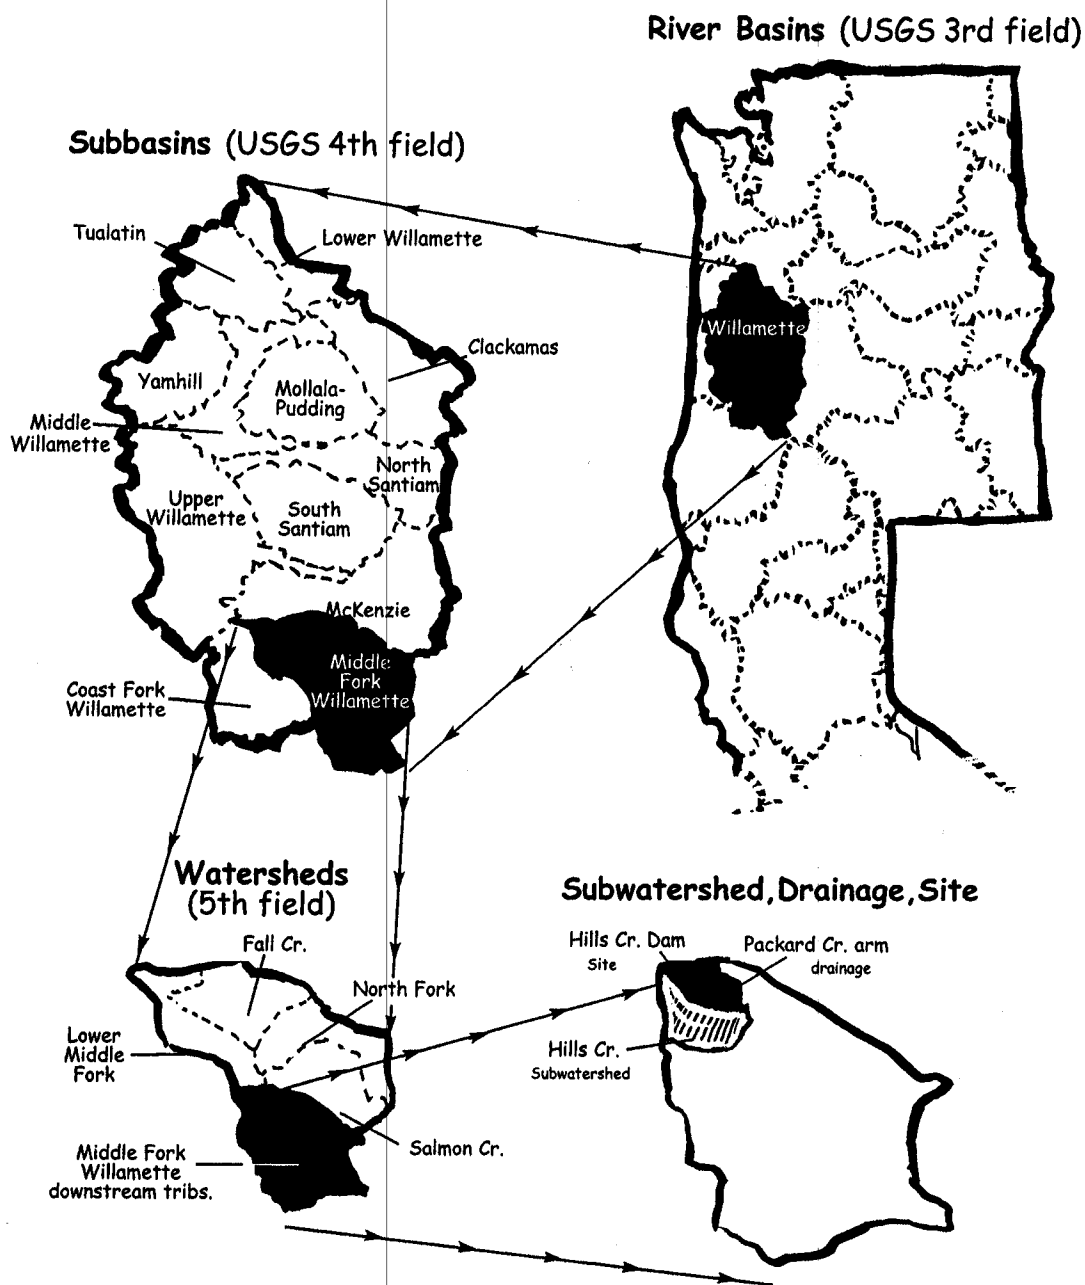 River Basins (USGS 3rd field)
Subbasins (USGS 4th field)
Tualatin
Lower Willamette
Willamette
Clackamas
Yamhill
Mollala-
Pudding
Middle
Willamette
North
Santiam
Upper
Willamette
South
Santiam
McKenzie
Middle
Fork
Willamette
Coast Fork
Willamette
Watersheds
(5th field)
Subwatershed, Drainage, Site
Fall Cr.
Hills Cr. Dam
Site
Packard Cr. arm
drainage
North Fork
Lower
Middle
Fork
Hills Cr.
Subwatershed
Salmon Cr.
Middle Fork
Willamette
downstream tribs.